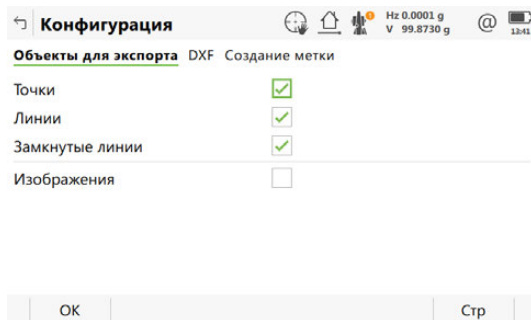 Конфигурация
Hz 0.0001 g
V 99.8730 g
@
13:41
Объекты для экспорта DXF Создание метки
Точки
Линии
Замкнутые линии
Изображения
OK
Стр